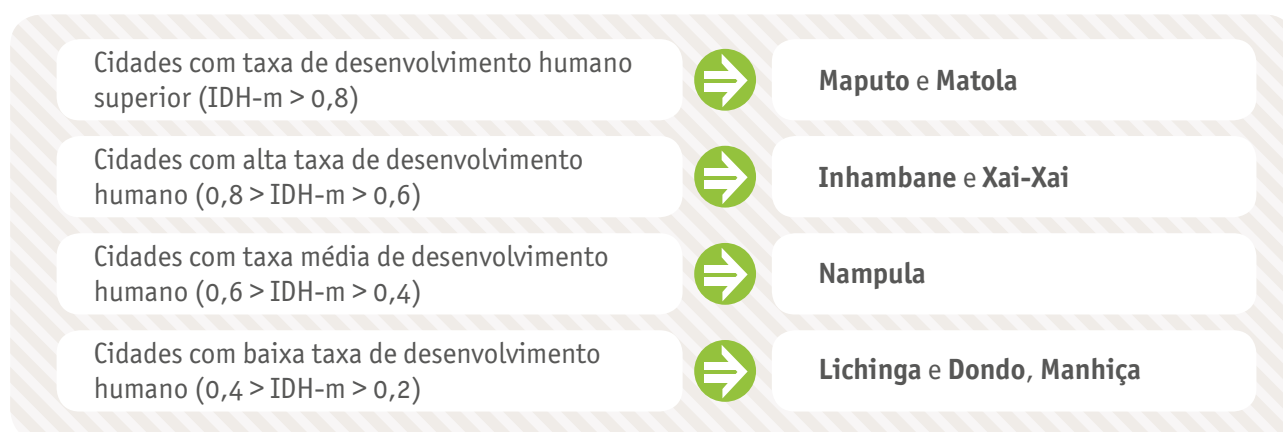 Cidades com taxa de desenvolvimento humano
superior (IDH-m > 0,8)
Maputo e Matola
Cidades com alta taxa de desenvolvimento
humano (0,8 > IDH-m > 0,6)
Inhambane e Xai-Xai
Cidades com taxa média de desenvolvimento
humano (0,6 > IDH-m > 0,4)
Nampula
Cidades com baixa taxa de desenvolvimento
humano (0,4 > IDH-m > 0,2)
Lichinga e Dondo, Manhiça